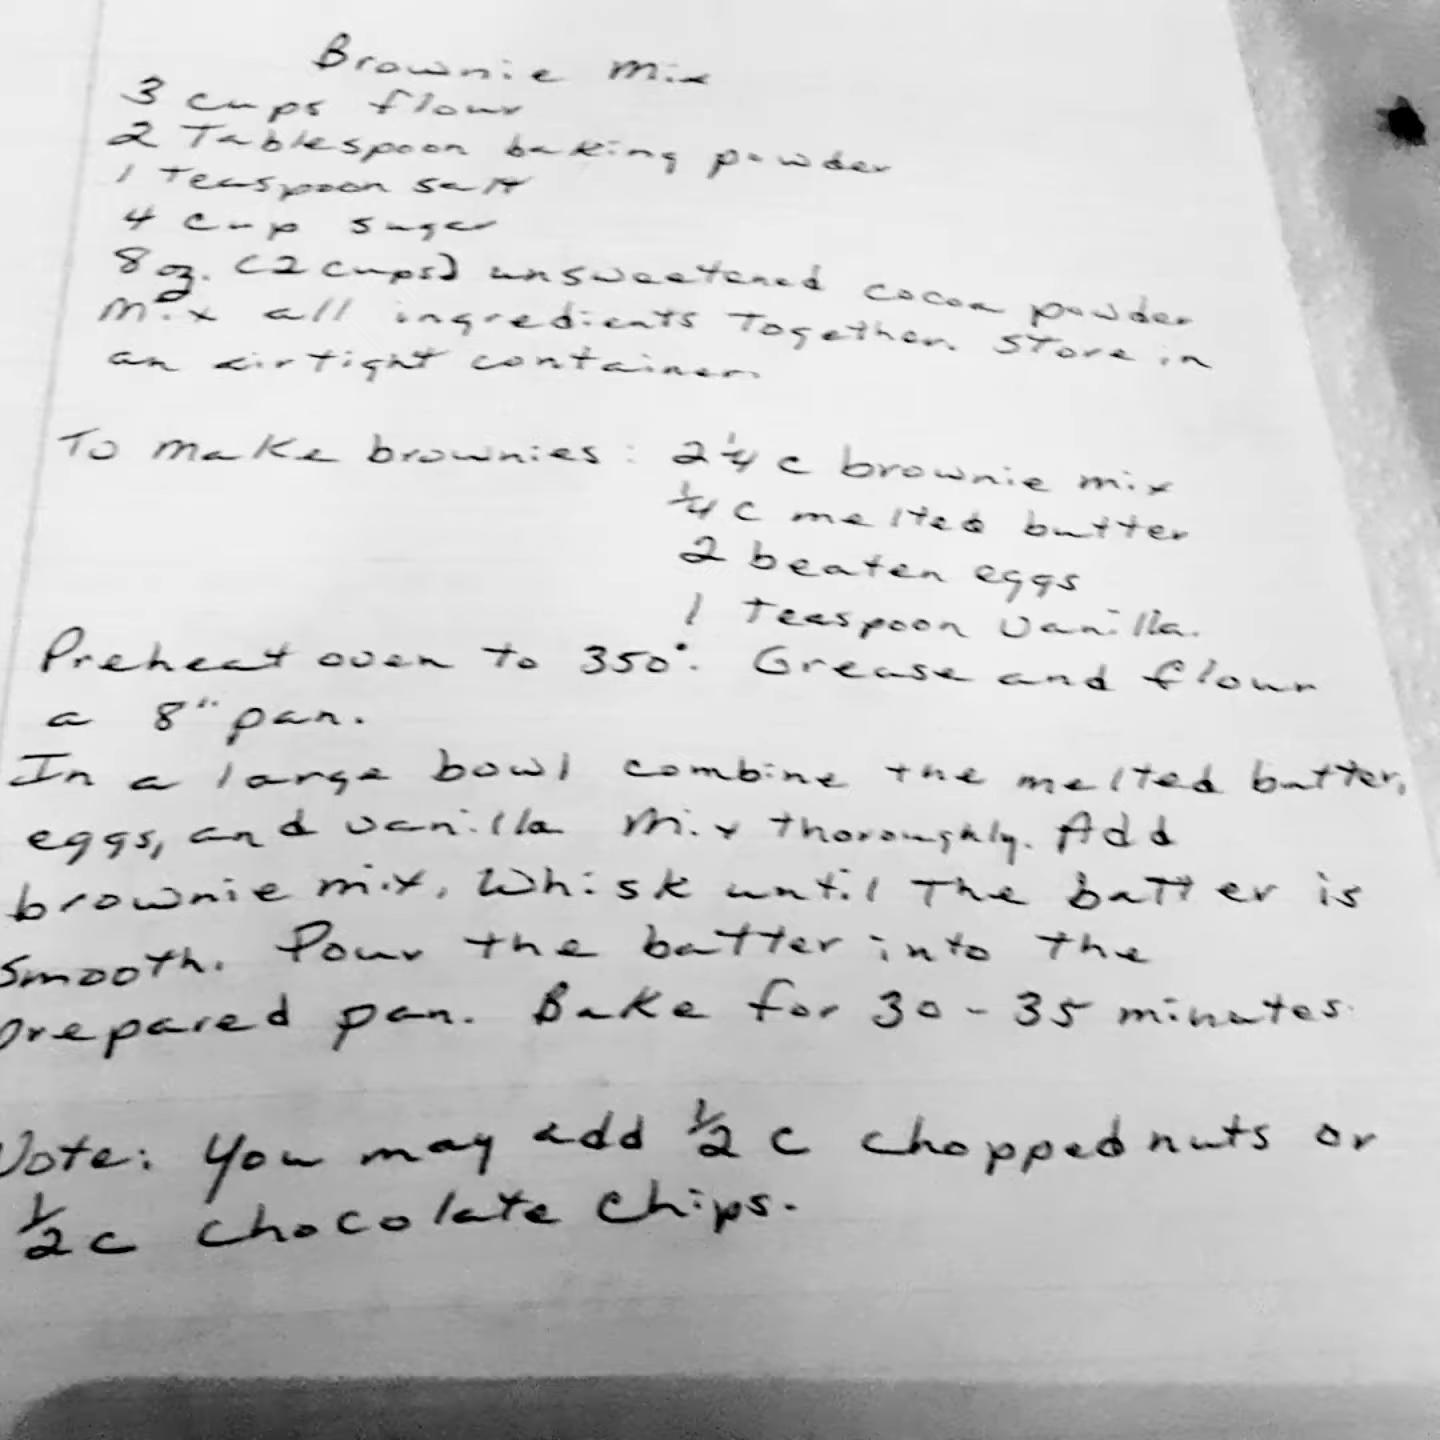 Brownie Mix
3 cups flour
2 Tablespoon baking powder
1 Teaspoon salt
4 cup sugar
8 oz. (2 cups) unsweetened cocoa powder
Mix all ingredients Together. Store in
an airtight container.
To make brownies: 2 1/4 c brownie mix
1/4 c melted butter
2 beaten eggs
1 Teaspoon vanilla.
Preheat oven to 350°. Grease and flour
a 8" pan.
In a large bowl combine the melted butter,
eggs, and vanilla Mix thoroughly. Add
brownie mix. Whisk until The batter is
smooth. Pour the batter into the
prepared pan. Bake for 30-35 minutes.
Note: You may add 1/2 c chopped nuts or
1/2 c chocolate chips.